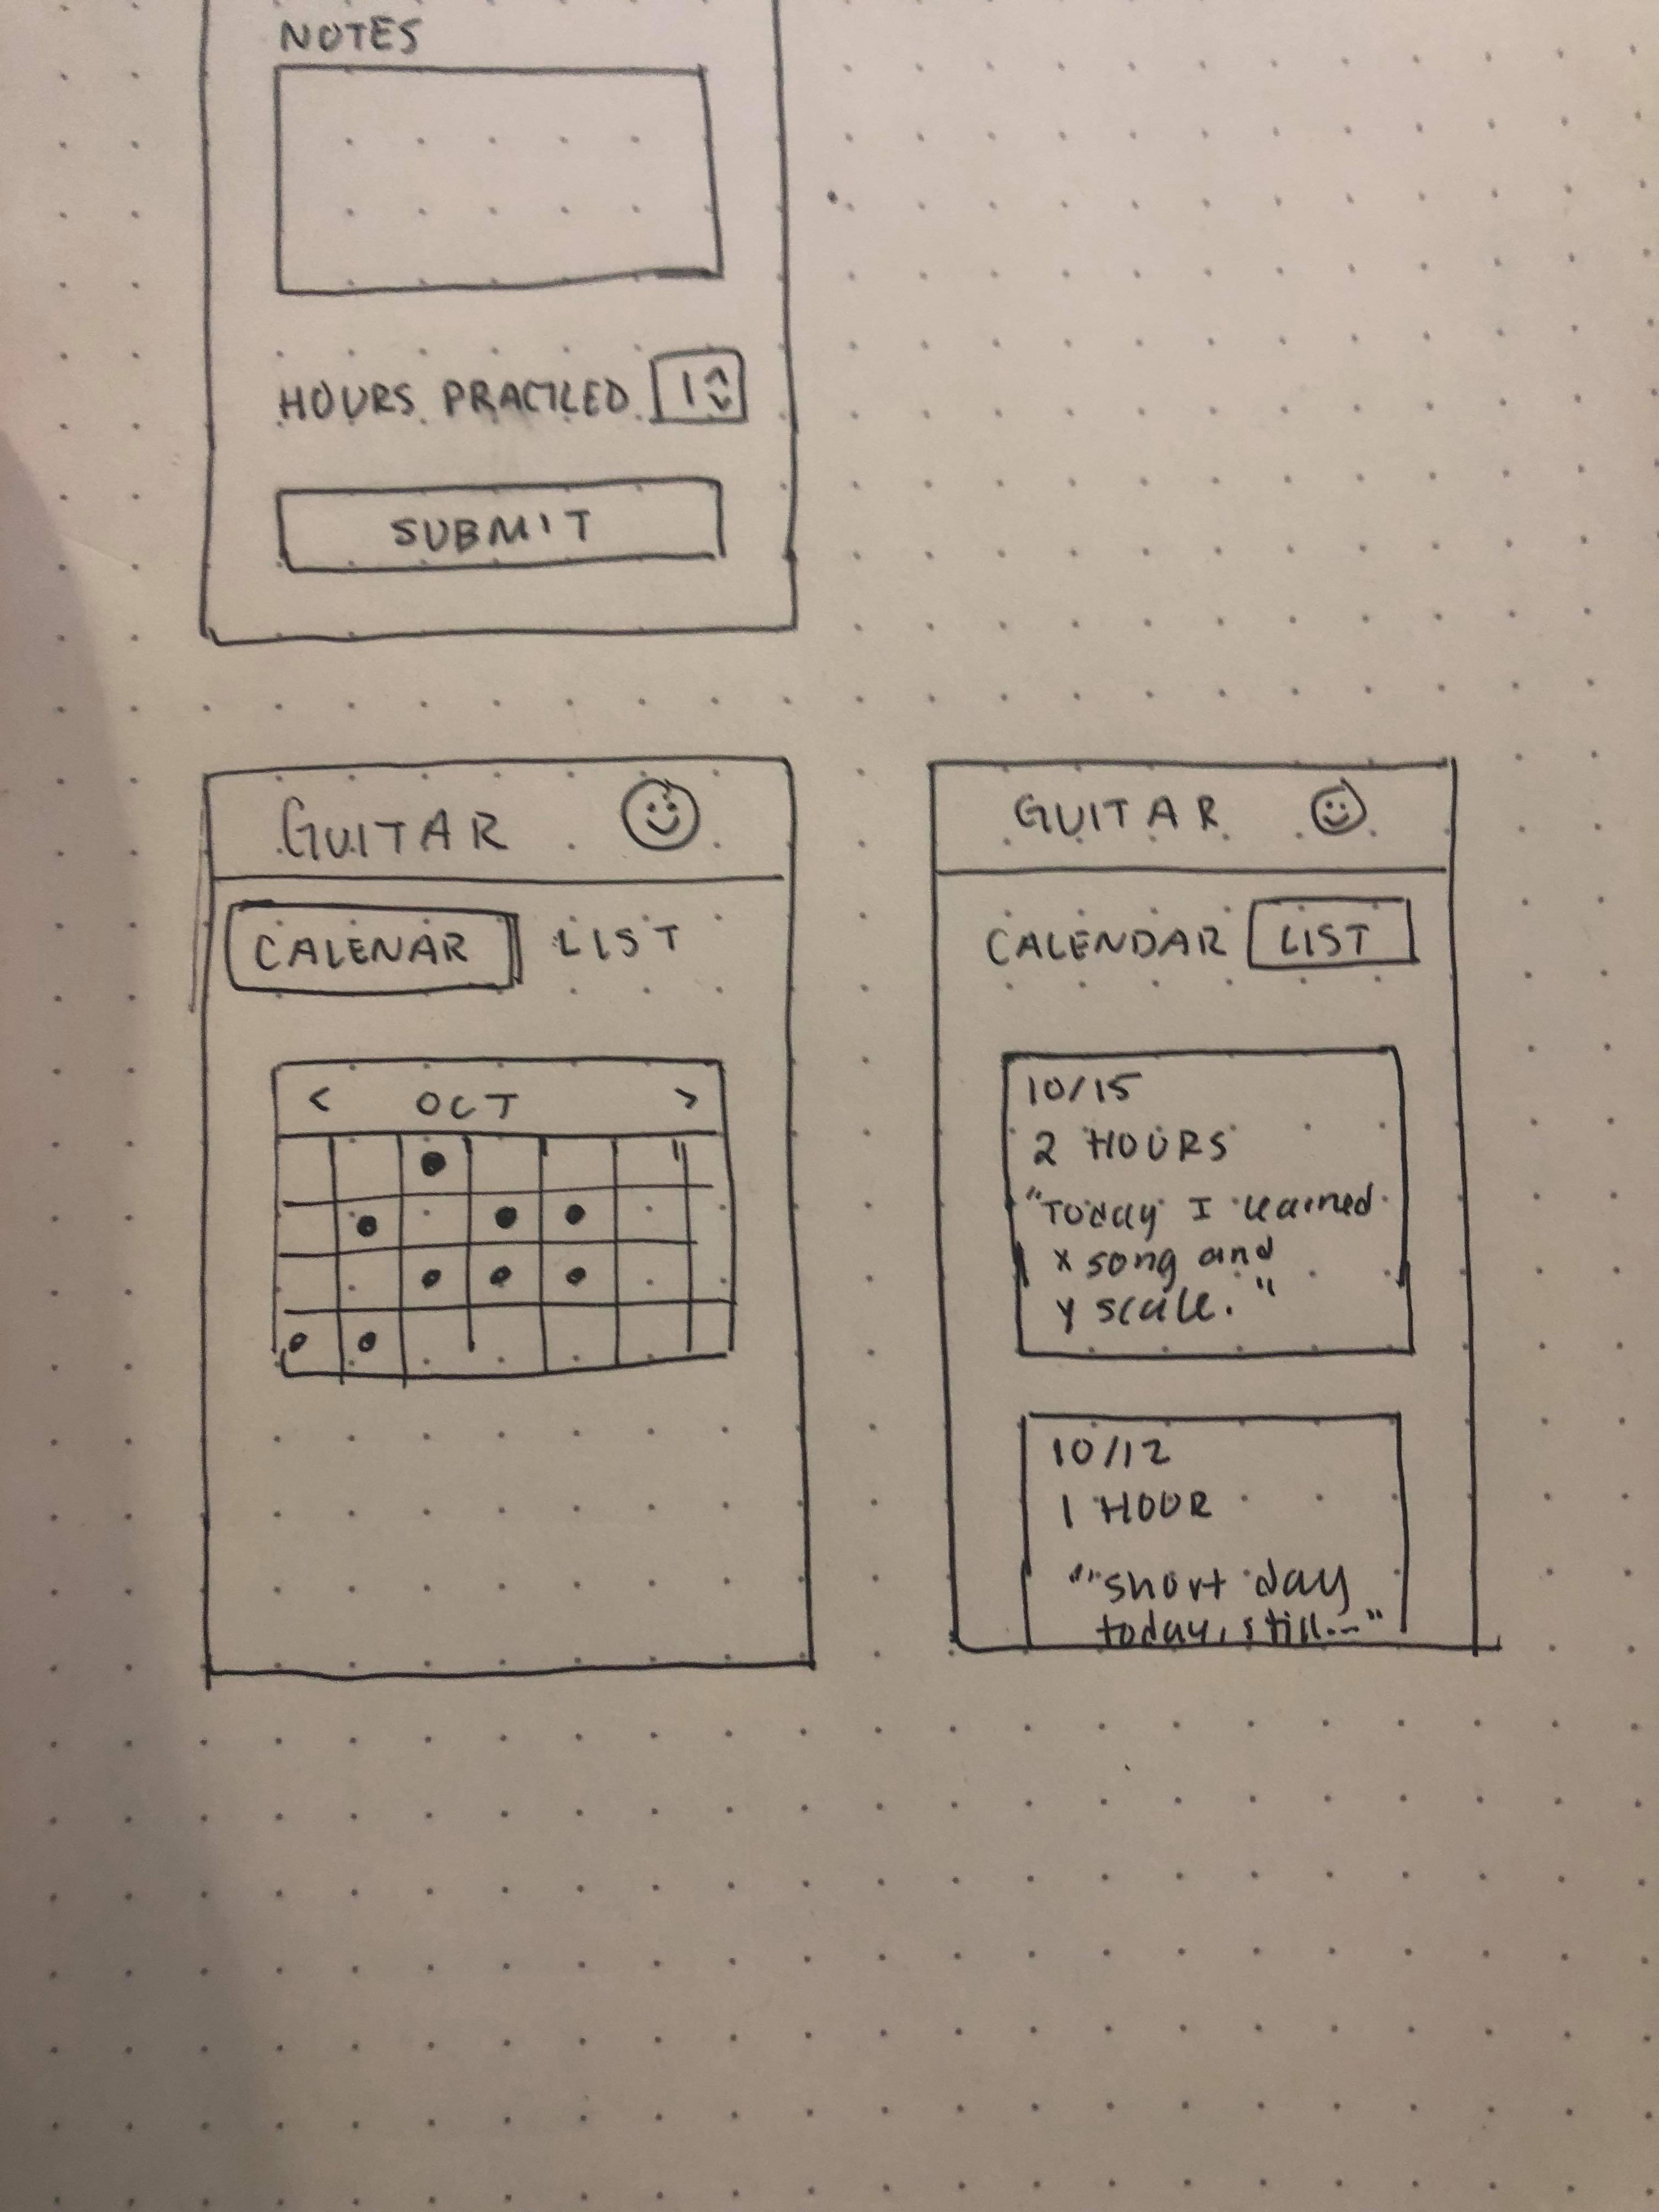 NOTES
HOURS PRACTICED 1
SUBMIT
GUITAR
CALENAR LIST
< OCT >
GUITAR
CALENDAR LIST
10/15
2 HOURS
"Today I learned
x song and
y scale."
10/12
1 HOUR
"short day
today, still..."